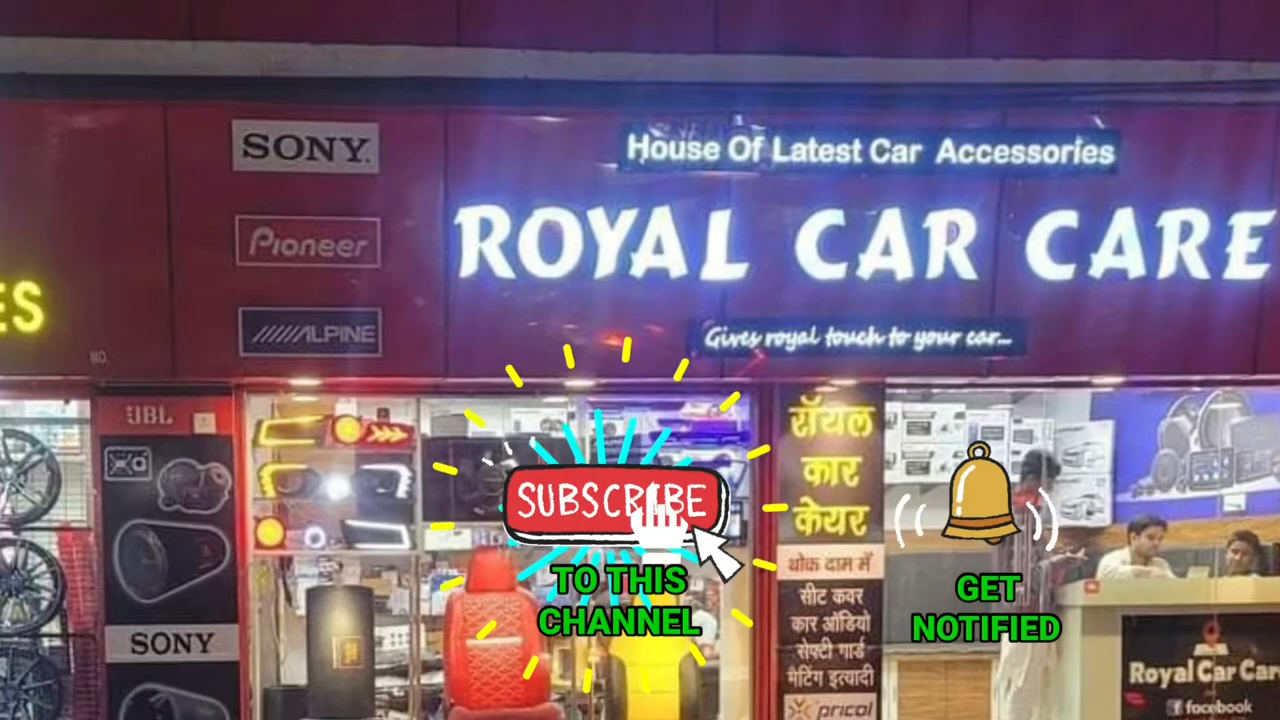 SONY
Pioneer
ALPINE
ES
House Of Latest Car Accessories
ROYAL CAR CARE
Gives royal touch to your car...
JBL
SONY
SUBSCRIBE
TO THIS
CHANNEL
रॉयल
कार
केयर
थोक दाम में
सीट कवर
कार ऑडियो
सेफ्टी गार्ड
मैटिंग इत्यादी
pricol
GET
NOTIFIED
Royal Car Car
facebook